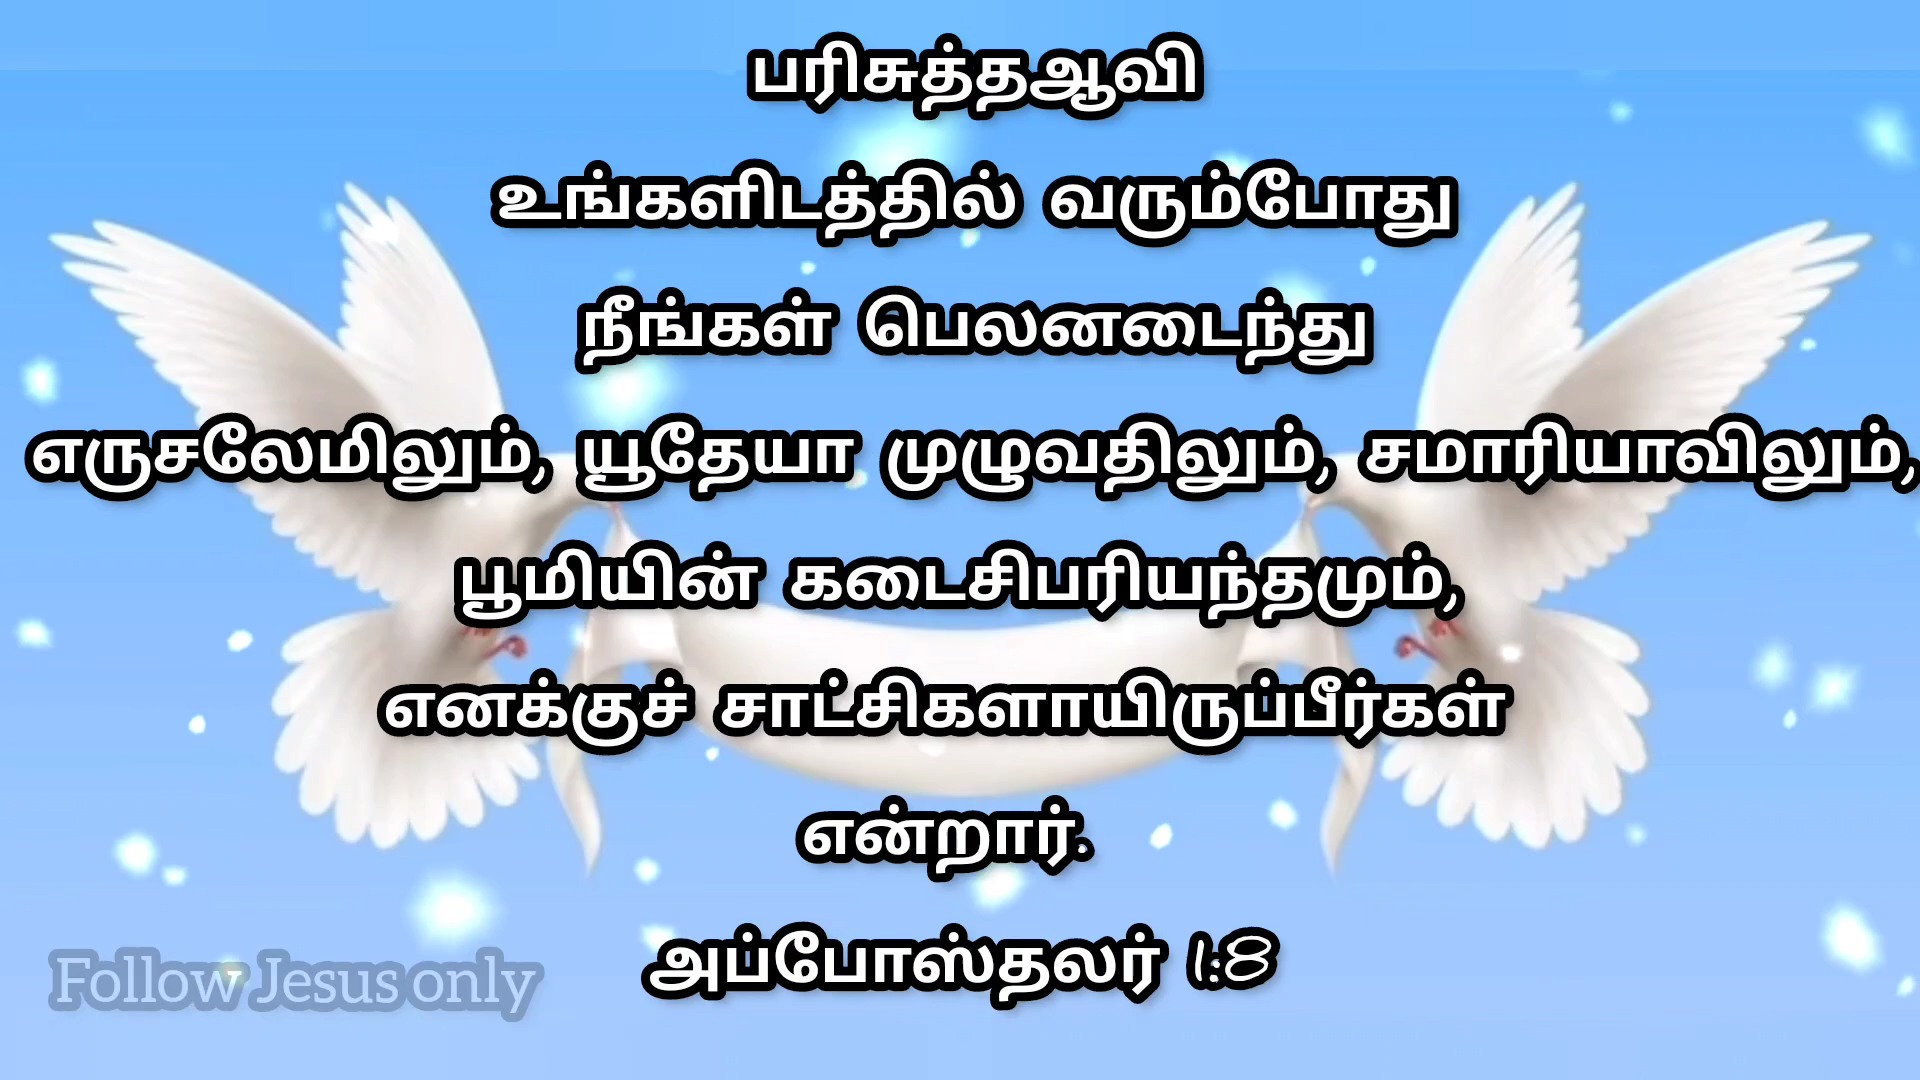 பரிசுத்தஆவி
உங்களிடத்தில் வரும்போது
நீங்கள் பெலனடைந்து
எருசலேமிலும், யூதேயா முழுவதிலும், சமாரியாவிலும்,
பூமியின் கடைசிபரியந்தமும்,
எனக்குச் சாட்சிகளாயிருப்பீர்கள்
என்றார்.
அப்போஸ்தலர் 1:8
Follow Jesus only